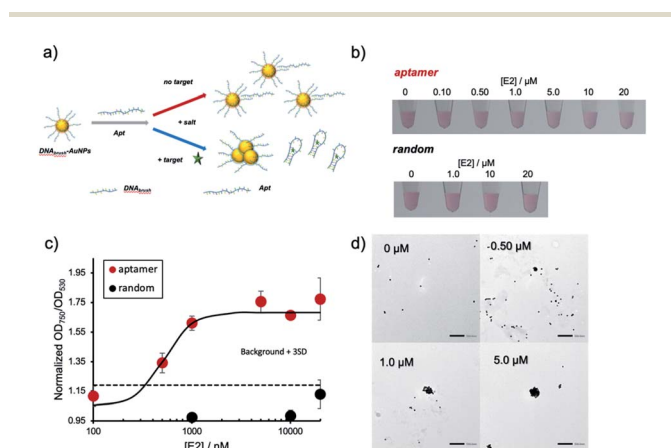 a)
no target
+ salt
Apt
DNAbrush-AuNPs
+ target
DNAbrush
Apt
b)
[E2] / µM
aptamer
0 0.10 0.50 1.0 5.0 10 20
random
[E2] / µM
0 1.0 10 20
c)
Normalized OD750/OD530
1.95
1.75
1.55
1.35
1.15
0.95
aptamer
random
Background + 3SD
100 1000 10000
[E2] / nM
d)
0 µM
-0.50 µM
1.0 µM
5.0 µM